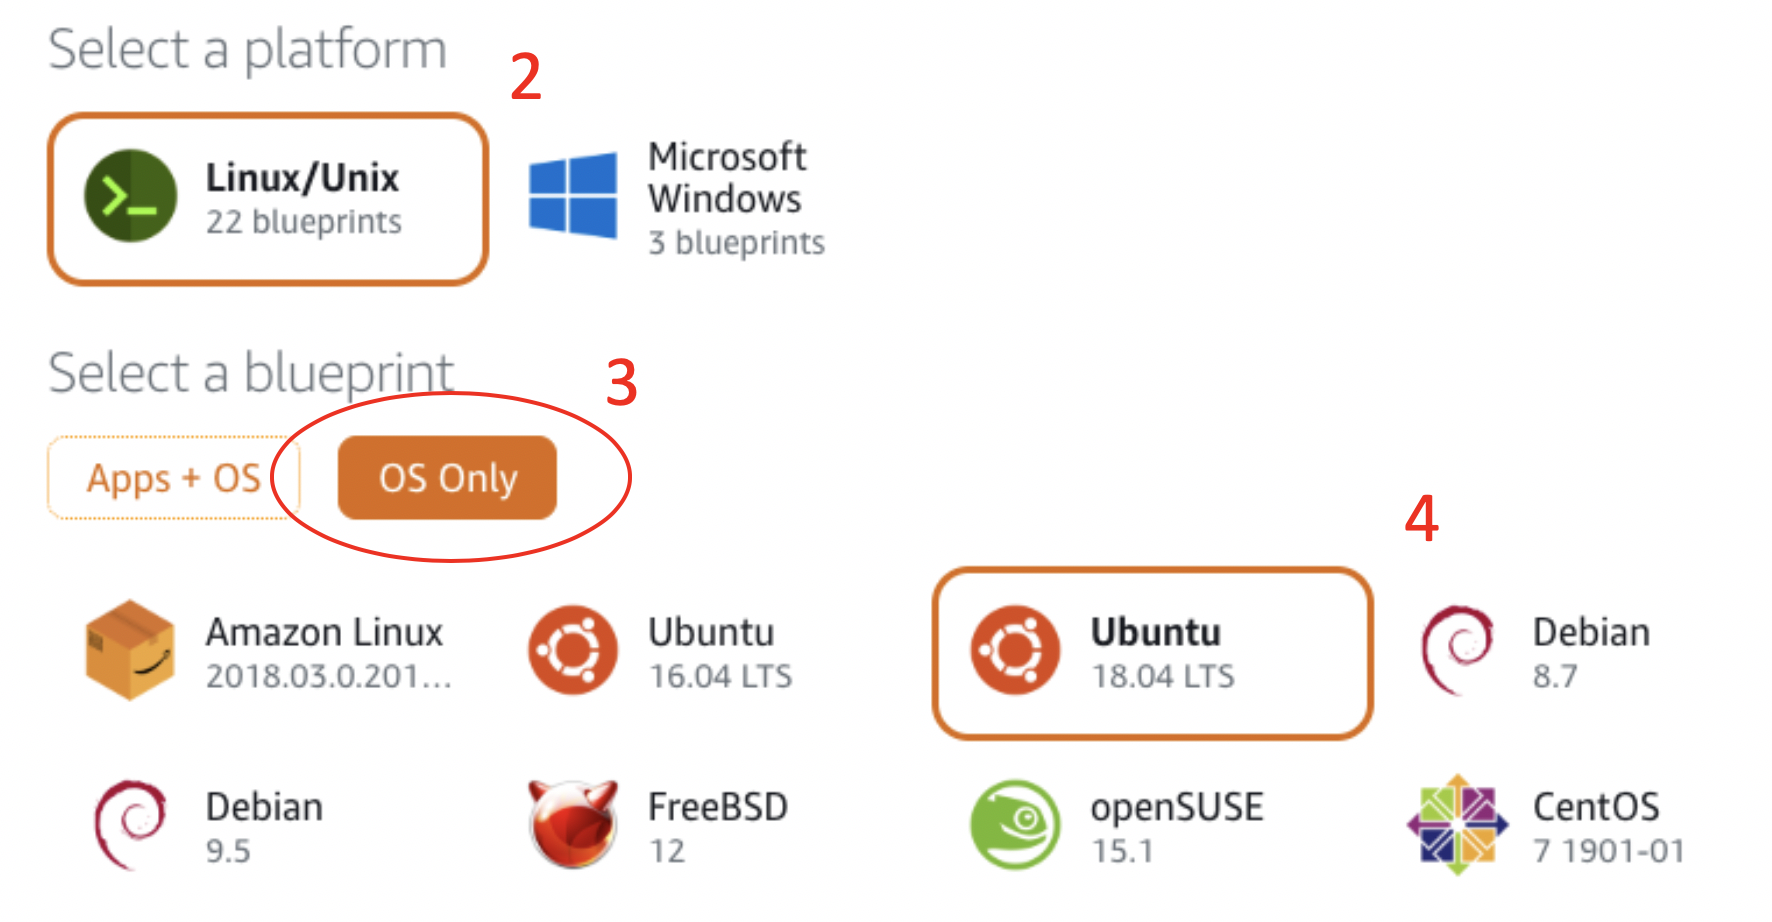 Select a platform
2
Linux/Unix
22 blueprints
Microsoft
Windows
3 blueprints
Select a blueprint
3
Apps + OS
OS Only
4
Amazon Linux
2018.03.0.201...
Ubuntu
16.04 LTS
Ubuntu
18.04 LTS
Debian
8.7
Debian
9.5
FreeBSD
12
openSUSE
15.1
CentOS
7 1901-01